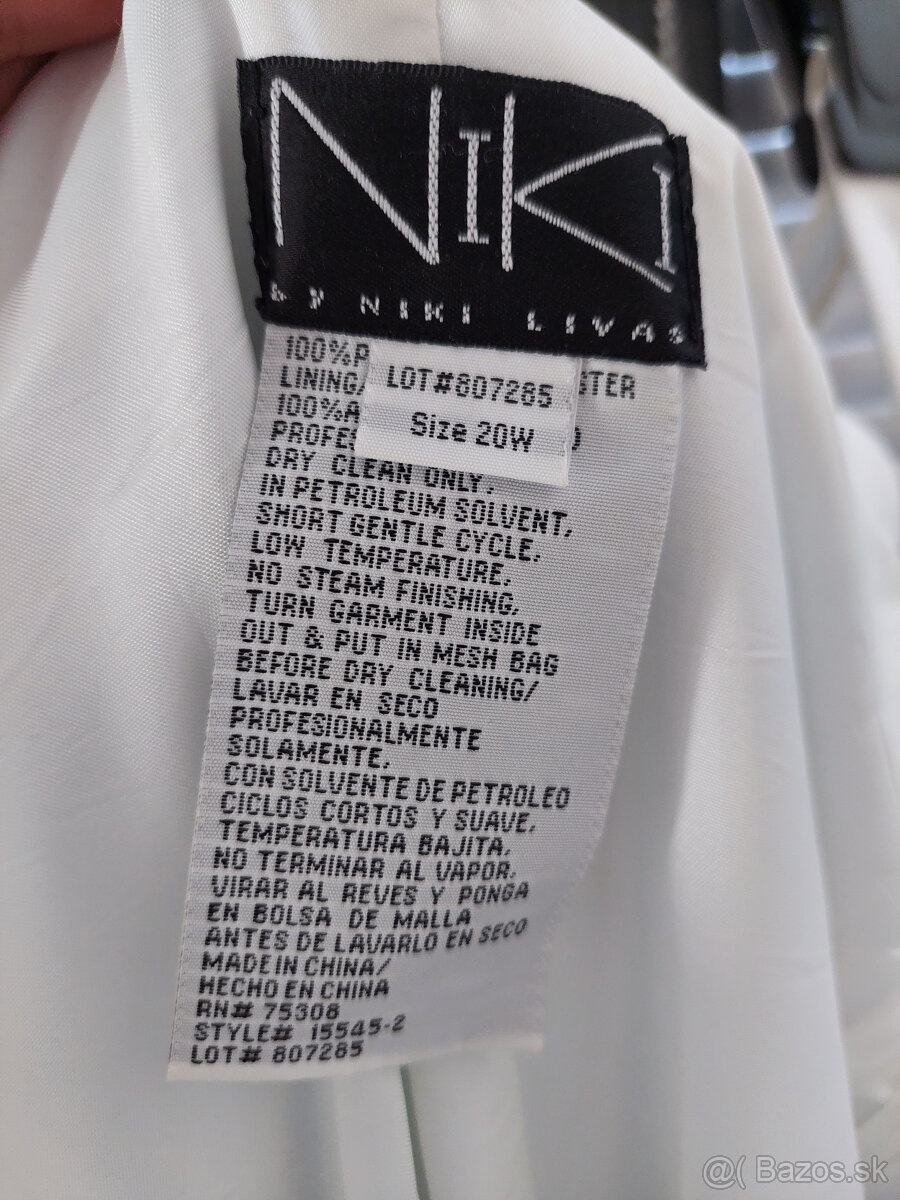 NIKI
by NIKI LIVAS
100%P
LINING/ STER
LOT#807285
100%A
Size 20W
PROFES
DRY CLEAN ONLY.
IN PETROLEUM SOLVENT,
SHORT GENTLE CYCLE.
LOW TEMPERATURE.
NO STEAM FINISHING.
TURN GARMENT INSIDE
OUT & PUT IN MESH BAG
BEFORE DRY CLEANING/
LAVAR EN SECO
PROFESIONALMENTE
SOLAMENTE.
CON SOLVENTE DE PETROLEO
CICLOS CORTOS Y SUAVE.
TEMPERATURA BAJITA.
NO TERMINAR AL VAPOR.
VIRAR AL REVES Y PONGA
EN BOLSA DE MALLA
ANTES DE LAVARLO EN SECO
MADE IN CHINA/
HECHO EN CHINA
RN# 75308
STYLE# 15545-2
LOT# 807285
@( Bazos.sk